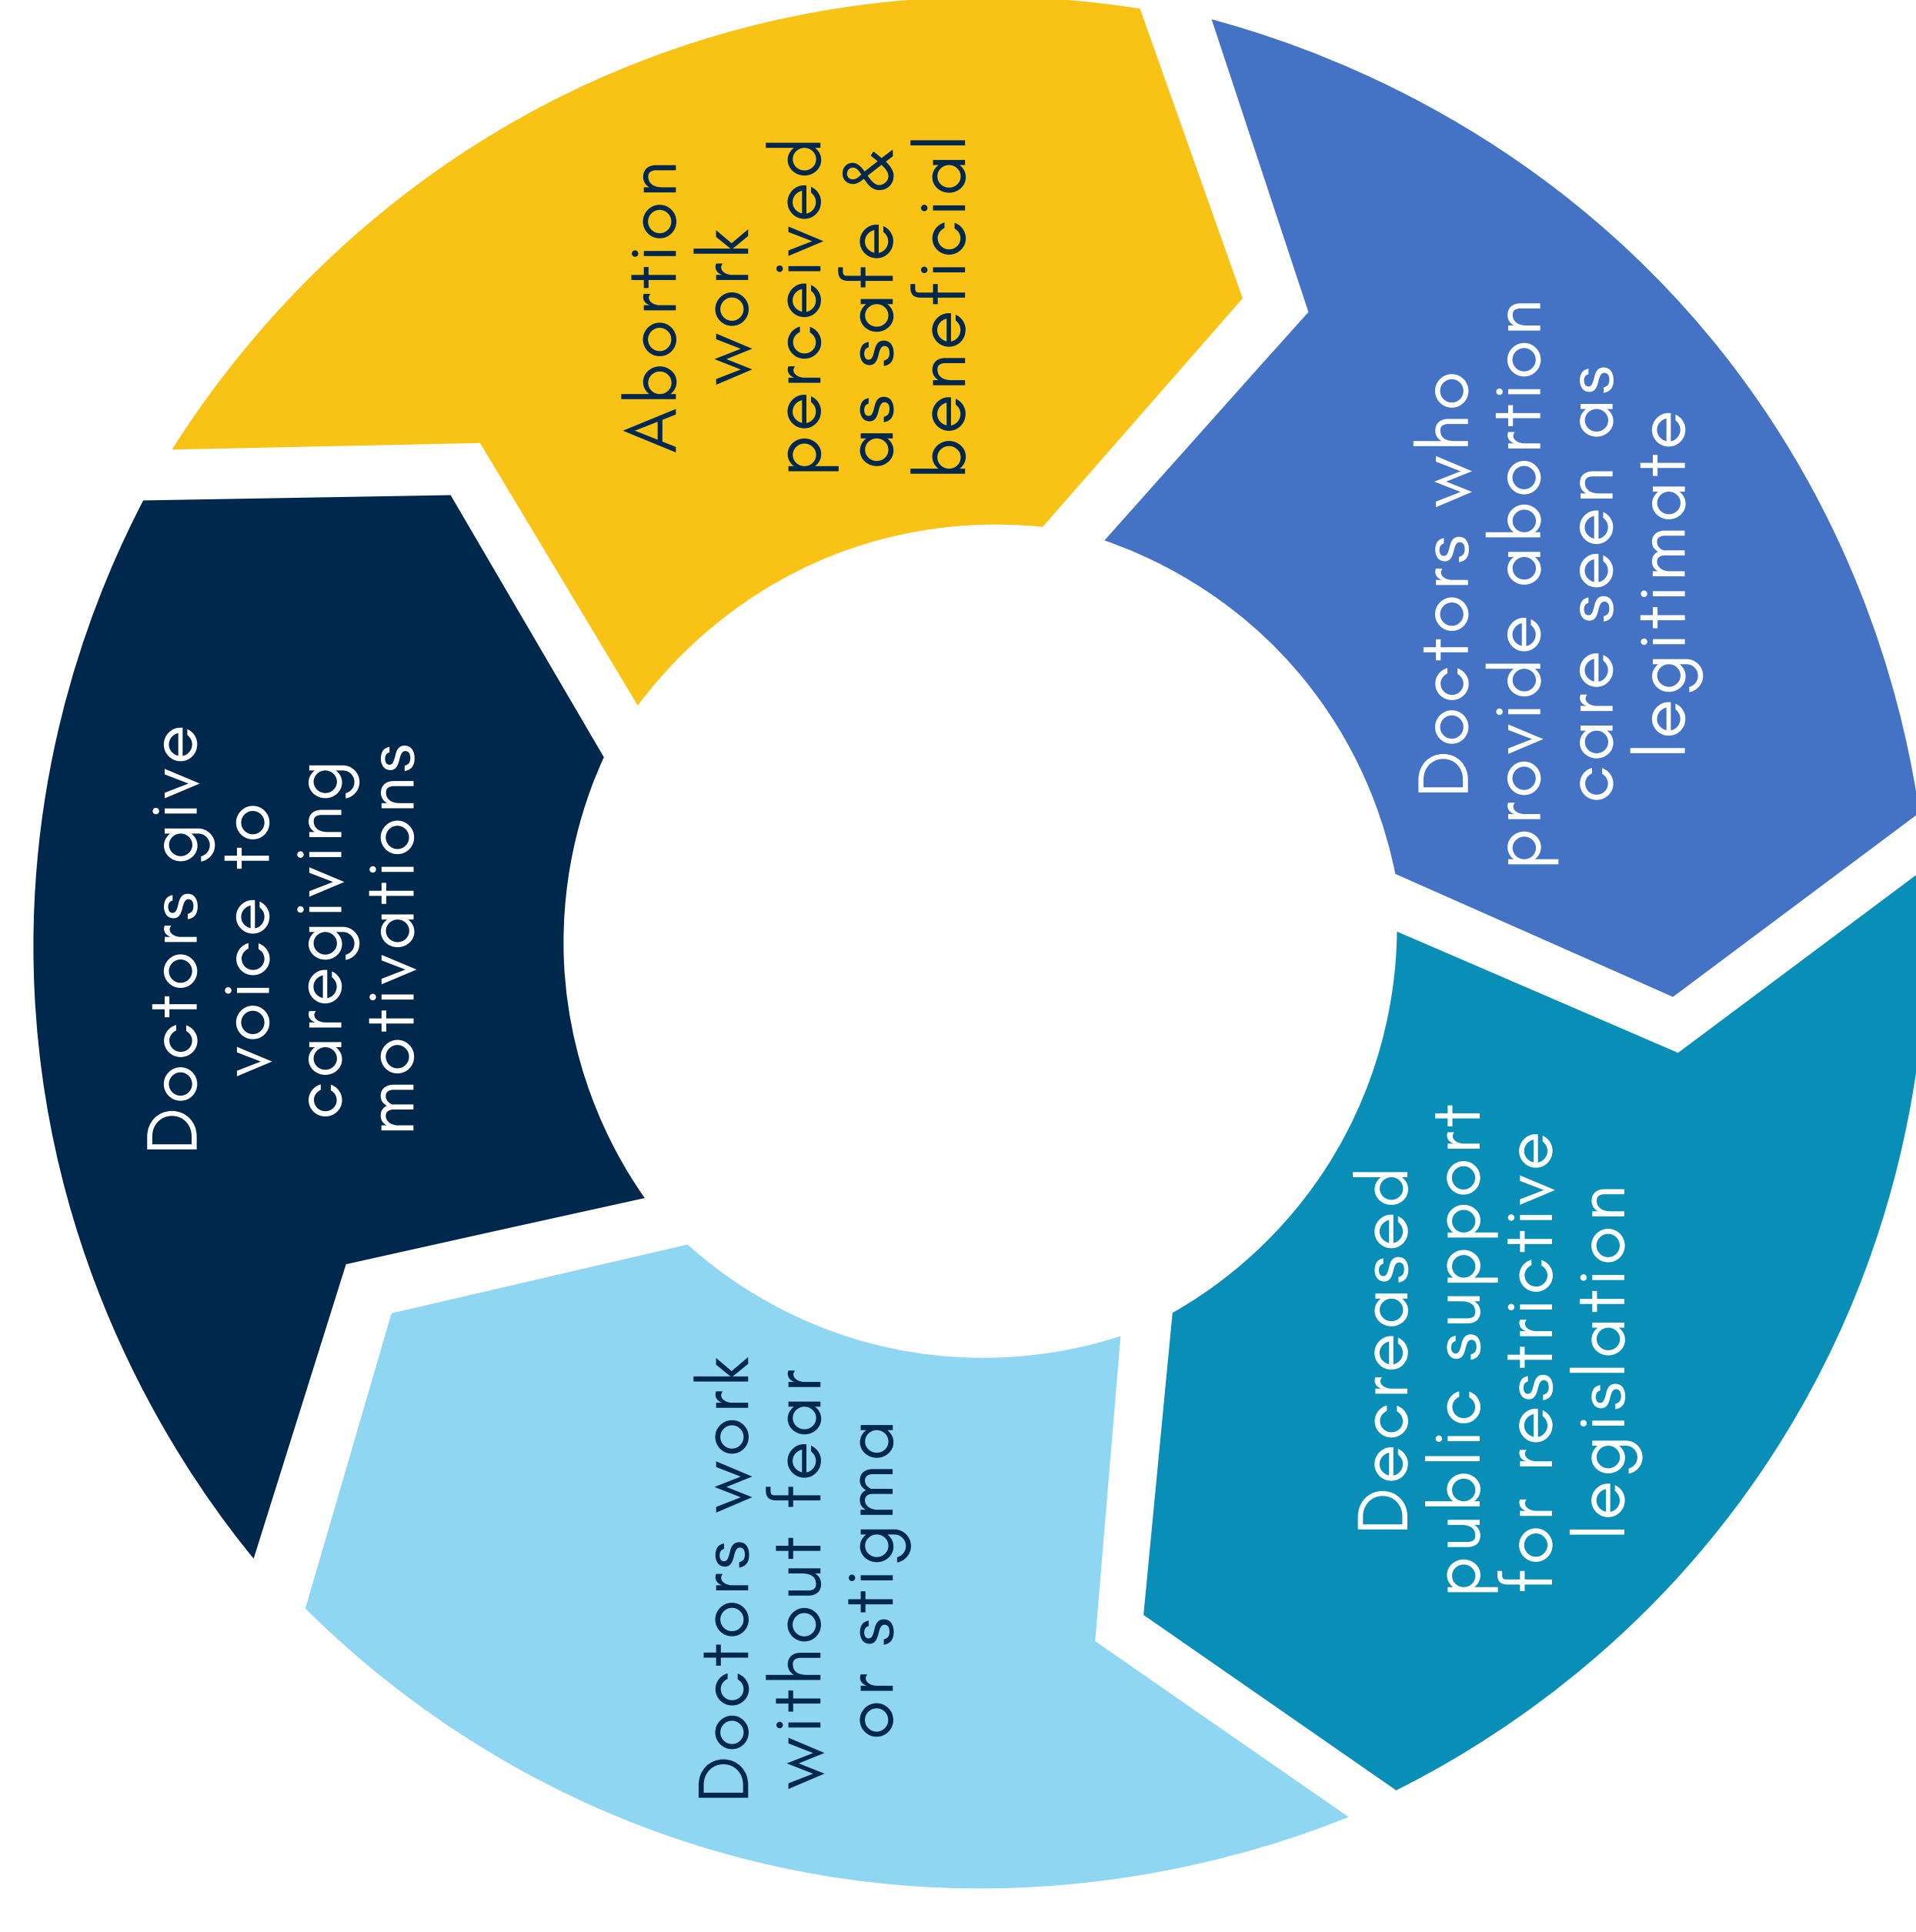 Doctors give
voice to
caregiving
motivations
Abortion
work
perceived
as safe &
beneficial
Doctors who
provide abortion
care seen as
legitimate
Decreased
public support
for restrictive
legislation
Doctors work
without fear
or stigma